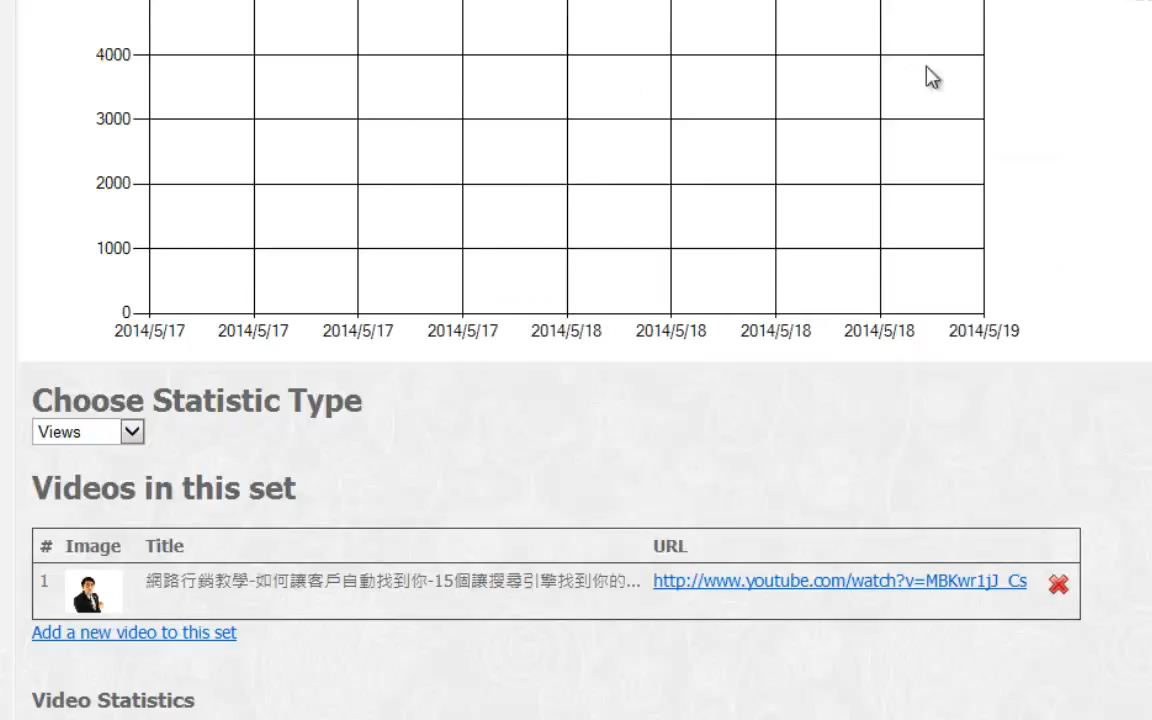 4000
3000
2000
1000
0
2014/5/17 2014/5/17 2014/5/17 2014/5/17 2014/5/18 2014/5/18 2014/5/18 2014/5/18 2014/5/19
Choose Statistic Type
Views
Videos in this set
# Image Title URL
1 網路行銷教學-如何讓客戶自動找到你-15個讓搜尋引擎找到你的... http://www.youtube.com/watch?v=MBKwr1jJ_Cs
Add a new video to this set
Video Statistics